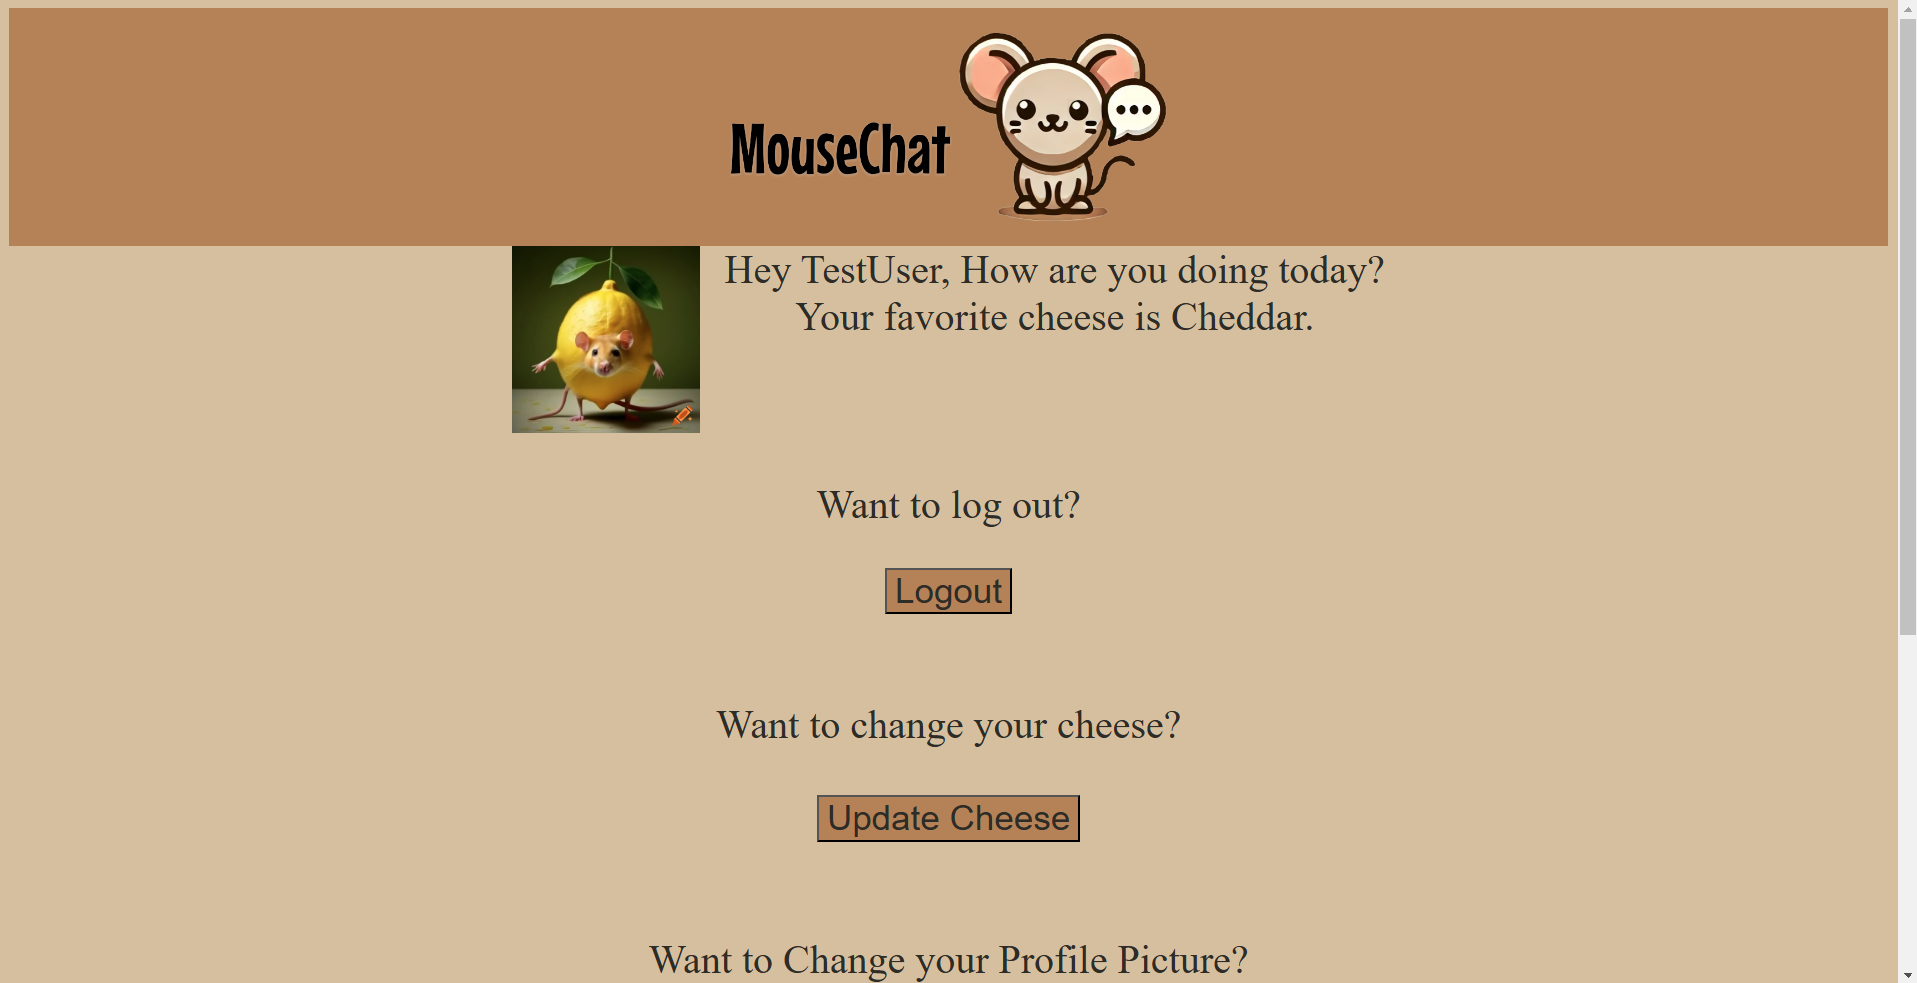 MouseChat
Hey TestUser, How are you doing today?
Your favorite cheese is Cheddar.
Want to log out?
Logout
Want to change your cheese?
Update Cheese
Want to Change your Profile Picture?